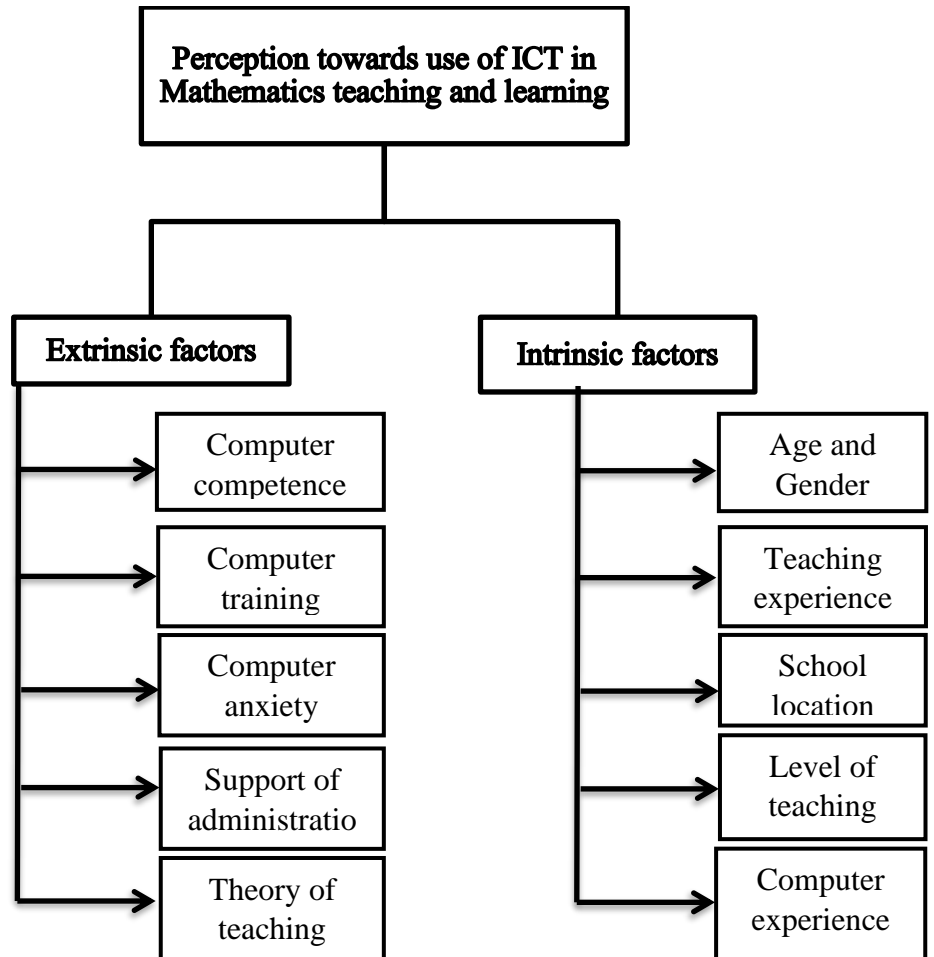 Perception towards use of ICT in
Mathematics teaching and learning
Extrinsic factors
Computer
competence
Computer
training
Computer
anxiety
Support of
administratio
Theory of
teaching
Intrinsic factors
Age and
Gender
Teaching
experience
School
location
Level of
teaching
Computer
experience